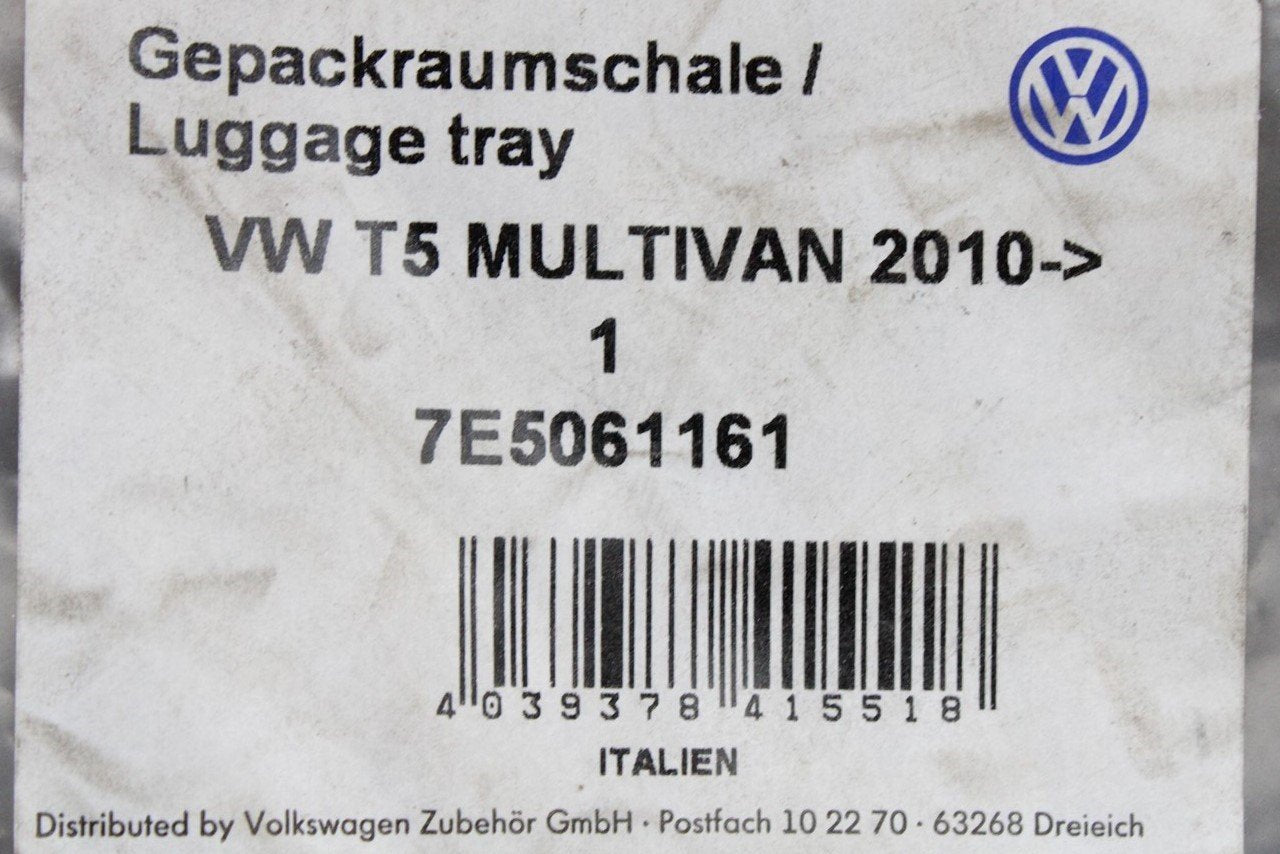 Gepackraumschale /
Luggage tray
VW T5 MULTIVAN 2010->
1
7E5061161
4 039378 415518
ITALIEN
Distributed by Volkswagen Zubehör GmbH · Postfach 10 22 70 · 63268 Dreieich